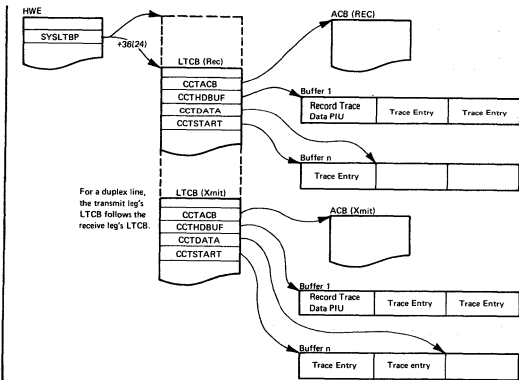 HWE
SYSLTBP
+36(24)
LTCB (Rec)
CCTACB
CCTHDBUF
CCTDATA
CCTSTART
ACB (REC)
Buffer 1
Record Trace
Data PIU
Trace Entry
Trace Entry
Buffer n
Trace Entry
For a duplex line,
the transmit leg's
LTCB follows the
receive leg's LTCB.
LTCB (Xmit)
CCTACB
CCTHDBUF
CCTDATA
CCTSTART
ACB (Xmit)
Buffer 1
Record Trace
Data PIU
Trace Entry
Trace Entry
Buffer n
Trace Entry
Trace entry